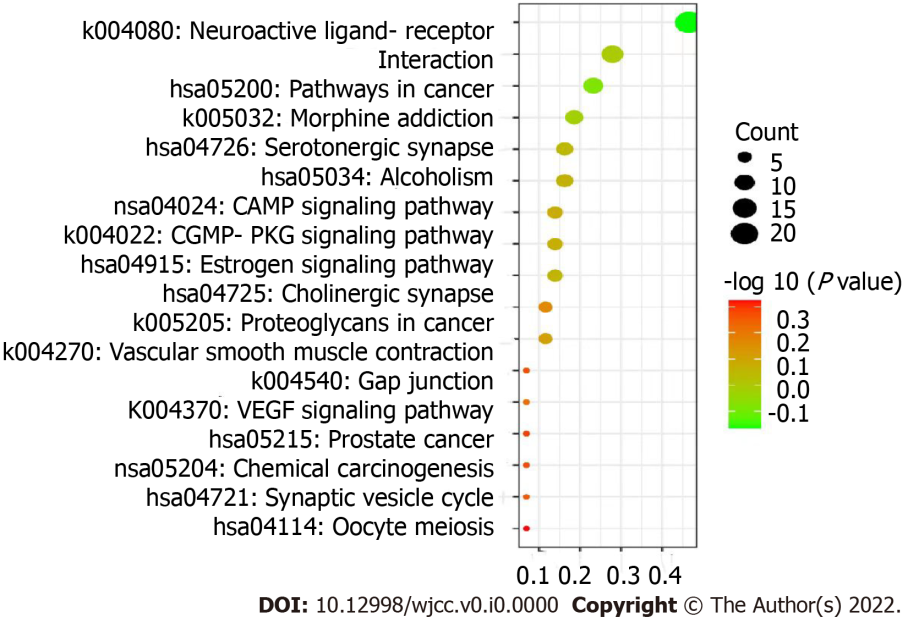 k004080: Neuroactive ligand- receptor
Interaction
hsa05200: Pathways in cancer
k005032: Morphine addiction
hsa04726: Serotonergic synapse
hsa05034: Alcoholism
nsa04024: CAMP signaling pathway
k004022: CGMP- PKG signaling pathway
hsa04915: Estrogen signaling pathway
hsa04725: Cholinergic synapse
k005205: Proteoglycans in cancer
k004270: Vascular smooth muscle contraction
k004540: Gap junction
K004370: VEGF signaling pathway
hsa05215: Prostate cancer
nsa05204: Chemical carcinogenesis
hsa04721: Synaptic vesicle cycle
hsa04114: Oocyte meiosis
0.1 0.2 0.3 0.4
Count
5
10
15
20
-log 10 (P value)
0.3
0.2
0.1
0.0
-0.1
DOI: 10.12998/wjcc.v0.i0.0000 Copyright © The Author(s) 2022.